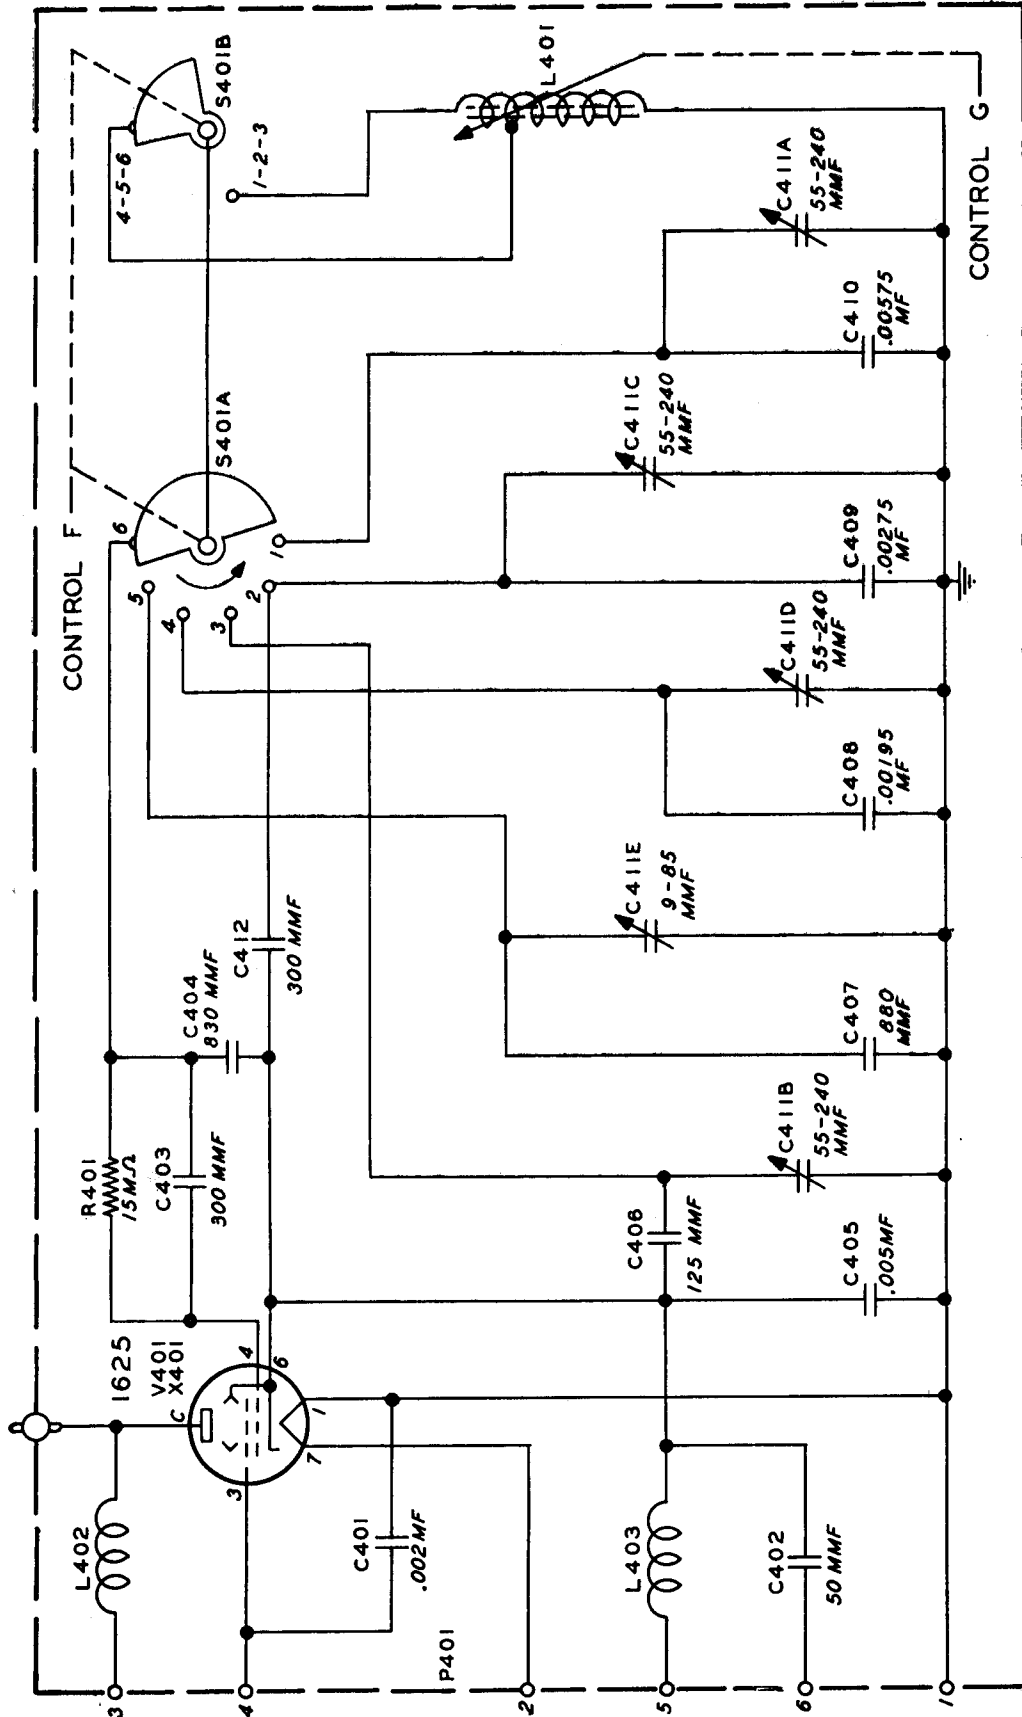 L402
1625
V401
X401
R401
15MΩ
C403
300 MMF
C404
830 MMF
C412
300 MMF
CONTROL F
S401A
S401B
4-5-6
1-2-3
L401
3
4
P401
2
5
6
1
C
3
4
6
7
1
6
5
4
3
2
1
C401
.002MF
L403
C402
50 MMF
C406
125 MMF
C405
.005MF
C411B
55-240
MMF
C407
880
MMF
C411E
9-85
MMF
C408
.00195
MF
C411D
55-240
MMF
C409
.00275
MF
C411C
55-240
MMF
C410
.00575
MF
C411A
55-240
MMF
CONTROL G